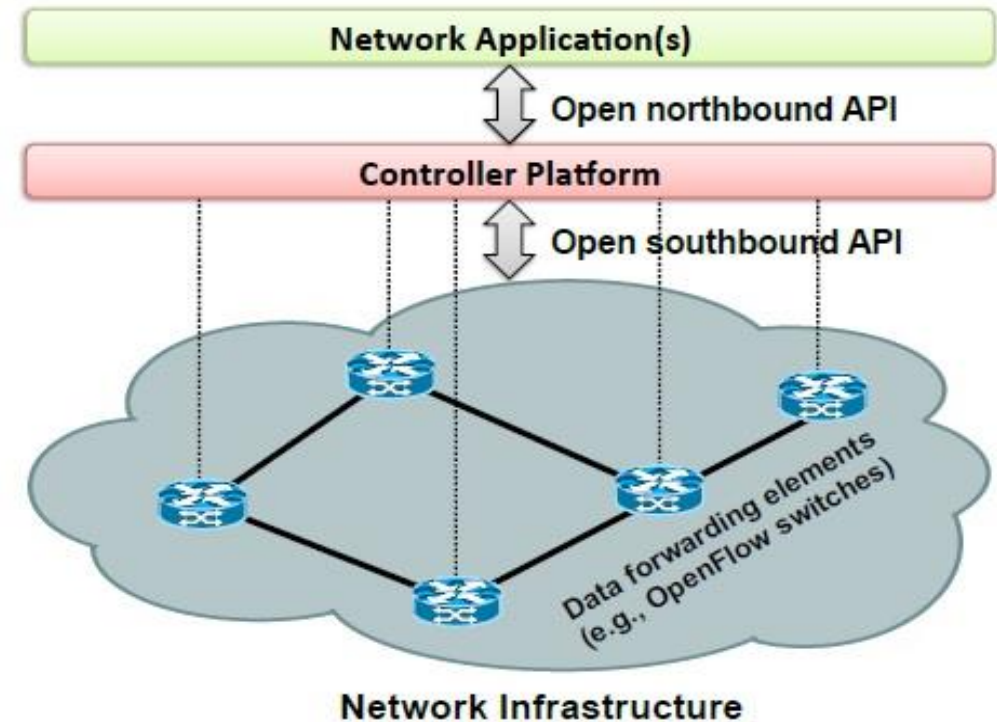 Network Application(s)
Open northbound API
Controller Platform
Open southbound API
Data forwarding elements
(e.g., OpenFlow switches)
Network Infrastructure